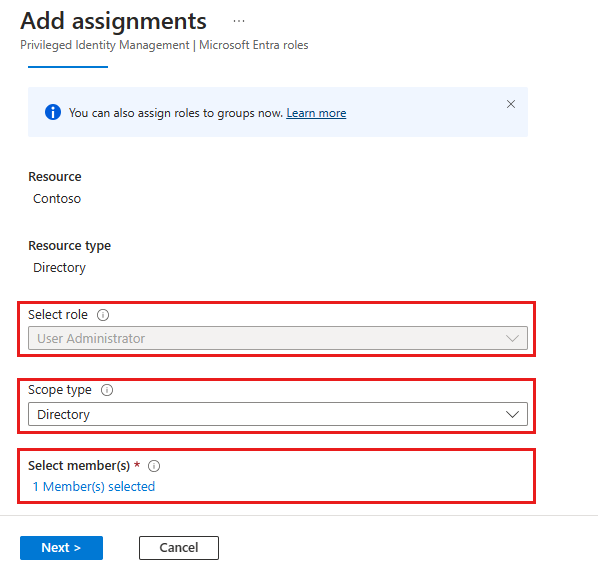 Add assignments ...
Privileged Identity Management | Microsoft Entra roles
You can also assign roles to groups now. Learn more
Resource
Contoso
Resource type
Directory
Select role
User Administrator
Scope type
Directory
Select member(s) *
1 Member(s) selected
Next > Cancel